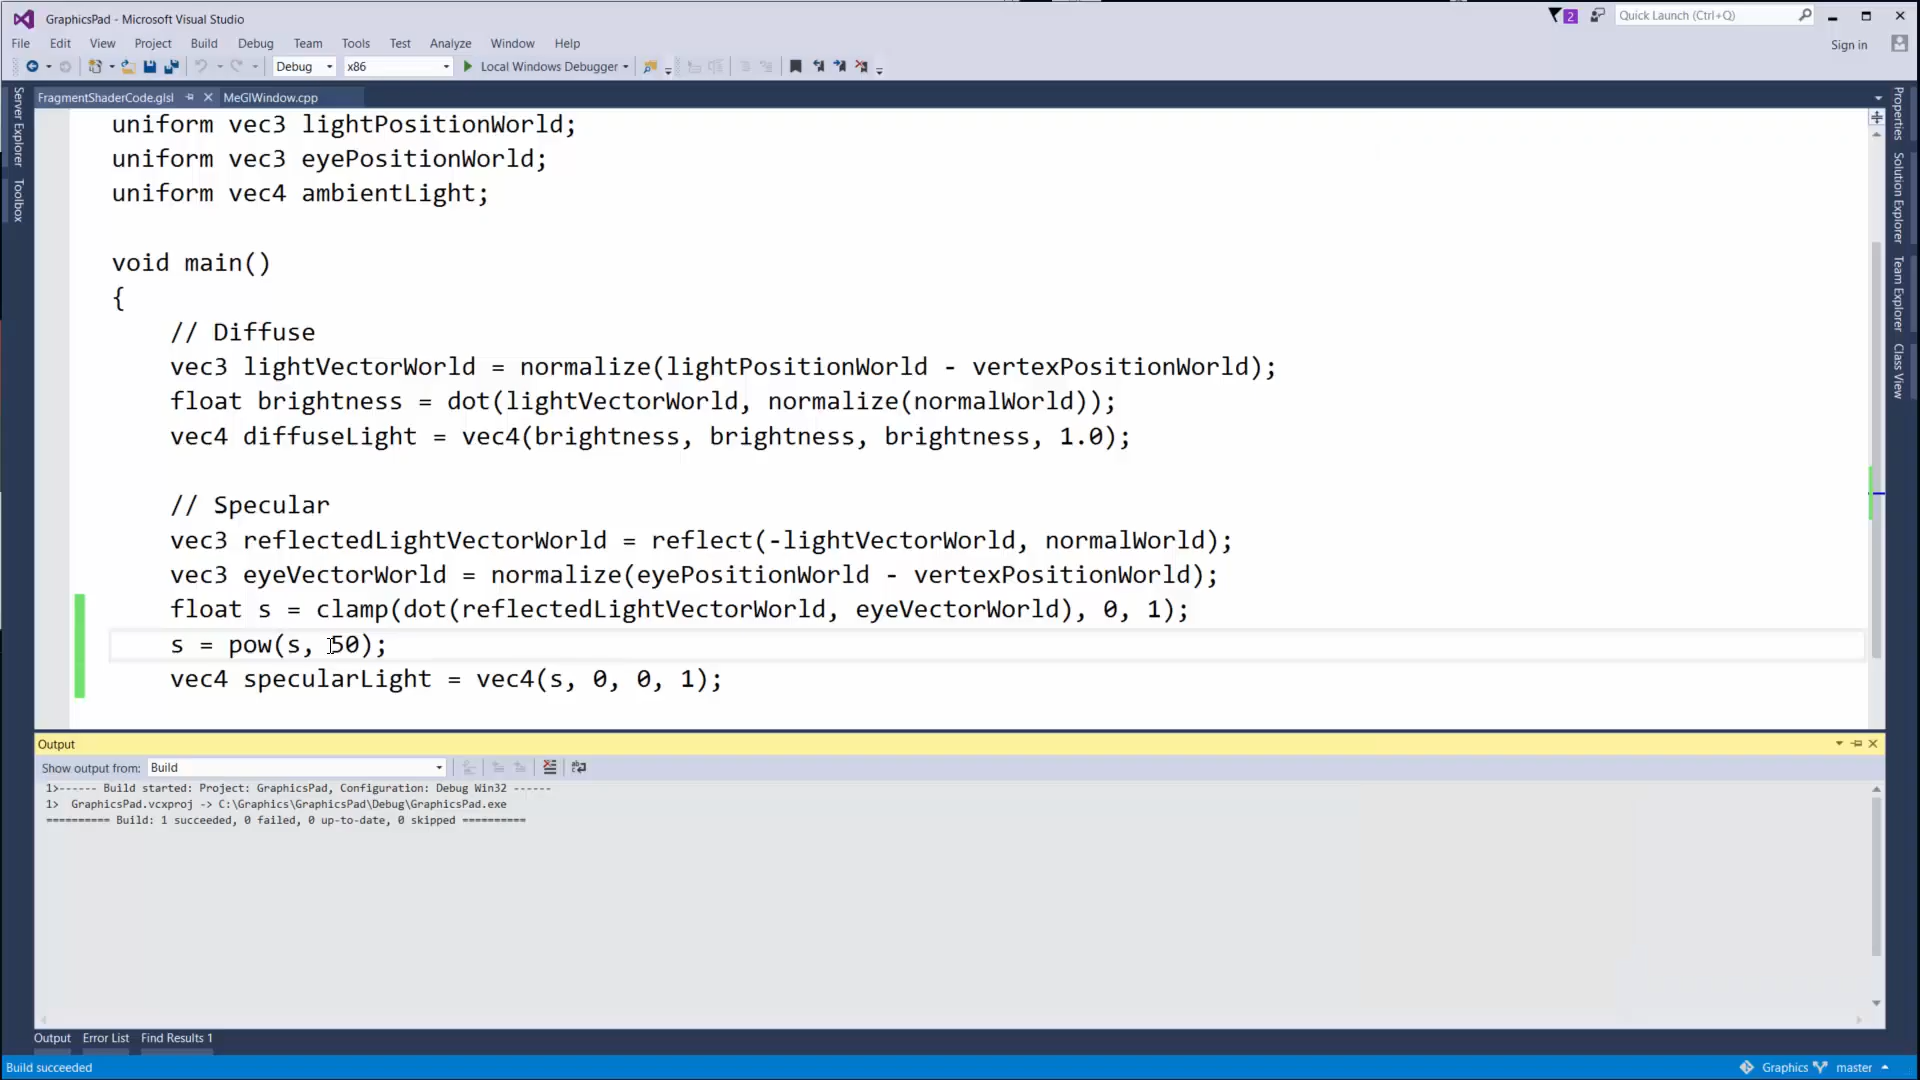 GraphicsPad - Microsoft Visual Studio
2
Quick Launch (Ctrl+Q)
File Edit View Project Build Debug Team Tools Test Analyze Window Help
Sign in
Debug x86 Local Windows Debugger
FragmentShaderCode.glsl MeGlWindow.cpp
Server Explorer
Toolbox
Properties
Solution Explorer
Team Explorer
Class View
uniform vec3 lightPositionWorld;
uniform vec3 eyePositionWorld;
uniform vec4 ambientLight;
void main()
{
// Diffuse
vec3 lightVectorWorld = normalize(lightPositionWorld - vertexPositionWorld);
float brightness = dot(lightVectorWorld, normalize(normalWorld));
vec4 diffuseLight = vec4(brightness, brightness, brightness, 1.0);
// Specular
vec3 reflectedLightVectorWorld = reflect(-lightVectorWorld, normalWorld);
vec3 eyeVectorWorld = normalize(eyePositionWorld - vertexPositionWorld);
float s = clamp(dot(reflectedLightVectorWorld, eyeVectorWorld), 0, 1);
s = pow(s, 50);
vec4 specularLight = vec4(s, 0, 0, 1);
Output
Show output from: Build
1>------ Build started: Project: GraphicsPad, Configuration: Debug Win32 ------
1>  GraphicsPad.vcxproj -> C:\Graphics\GraphicsPad\Debug\GraphicsPad.exe
========== Build: 1 succeeded, 0 failed, 0 up-to-date, 0 skipped ==========
Output Error List Find Results 1
Build succeeded
Graphics master